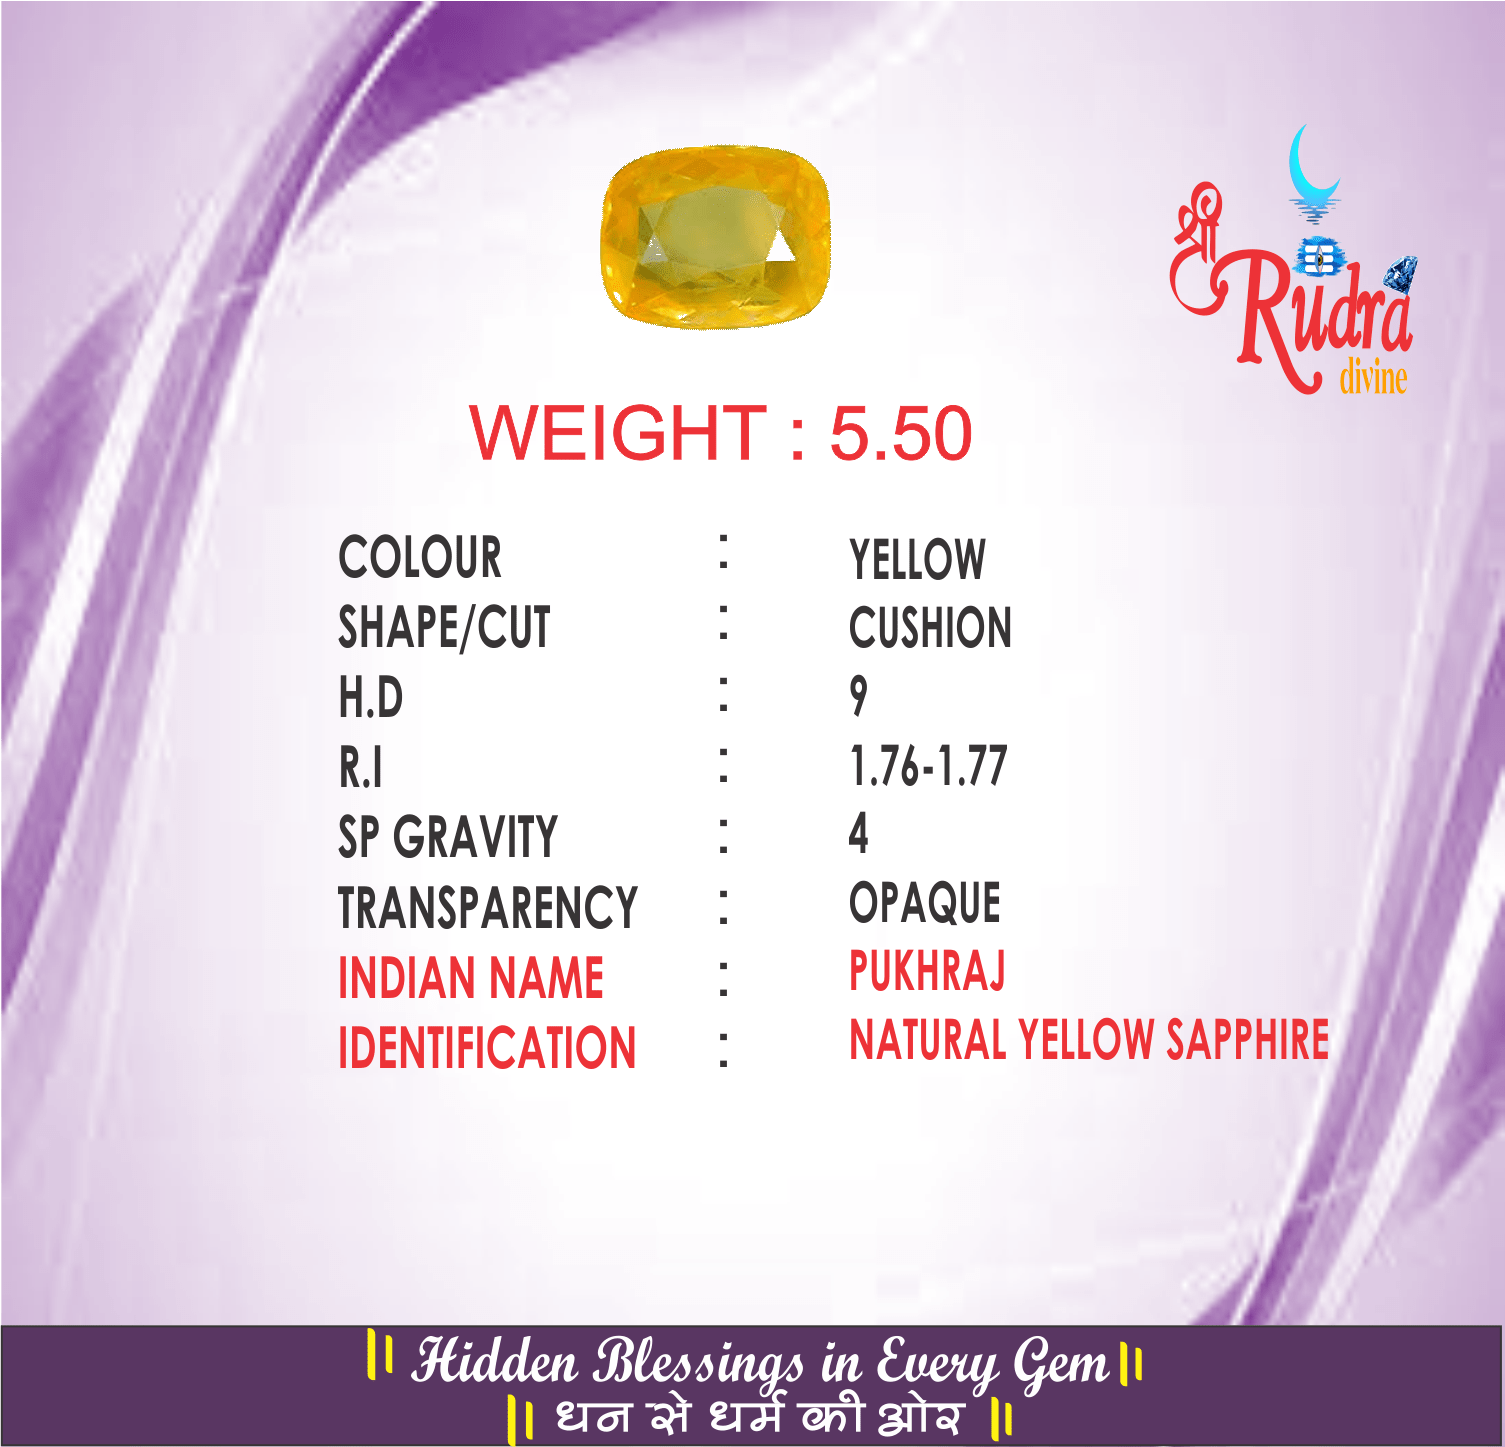 श्री
Rudra
divine
WEIGHT : 5.50
COLOUR : YELLOW
SHAPE/CUT : CUSHION
H.D : 9
R.I : 1.76-1.77
SP GRAVITY : 4
TRANSPARENCY : OPAQUE
INDIAN NAME : PUKHRAJ
IDENTIFICATION : NATURAL YELLOW SAPPHIRE
|| Hidden Blessings in Every Gem ||
|| धन से धर्म की ओर ||